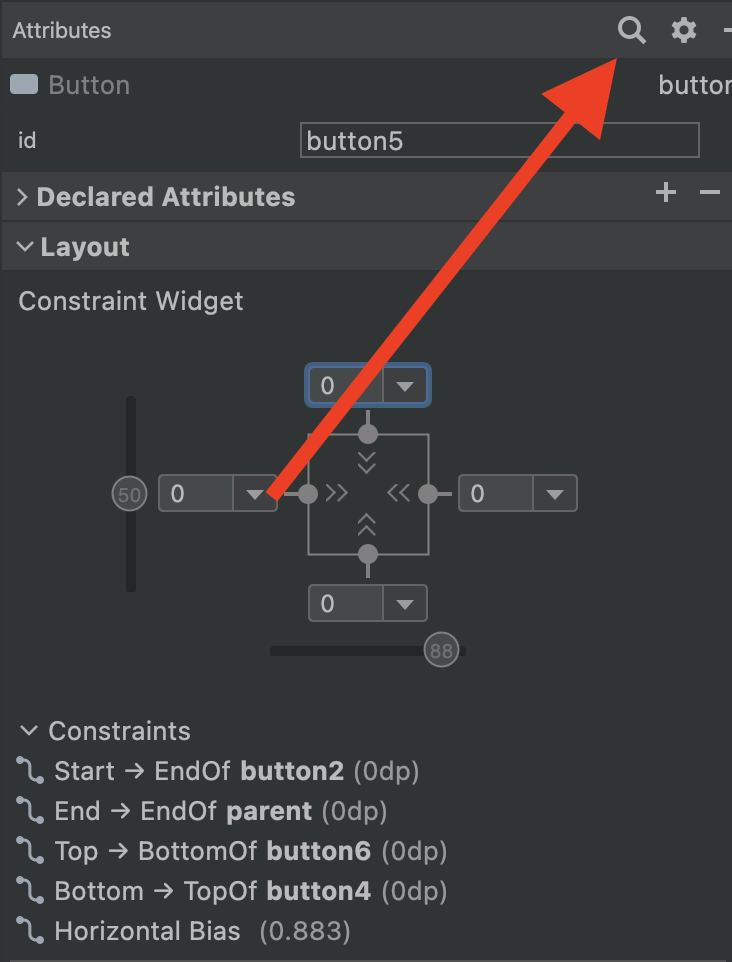 Attributes
Button
button
id
button5
Declared Attributes
Layout
Constraint Widget
0
50
0
0
0
88
Constraints
Start → EndOf button2 (0dp)
End → EndOf parent (0dp)
Top → BottomOf button6 (0dp)
Bottom → TopOf button4 (0dp)
Horizontal Bias (0.883)